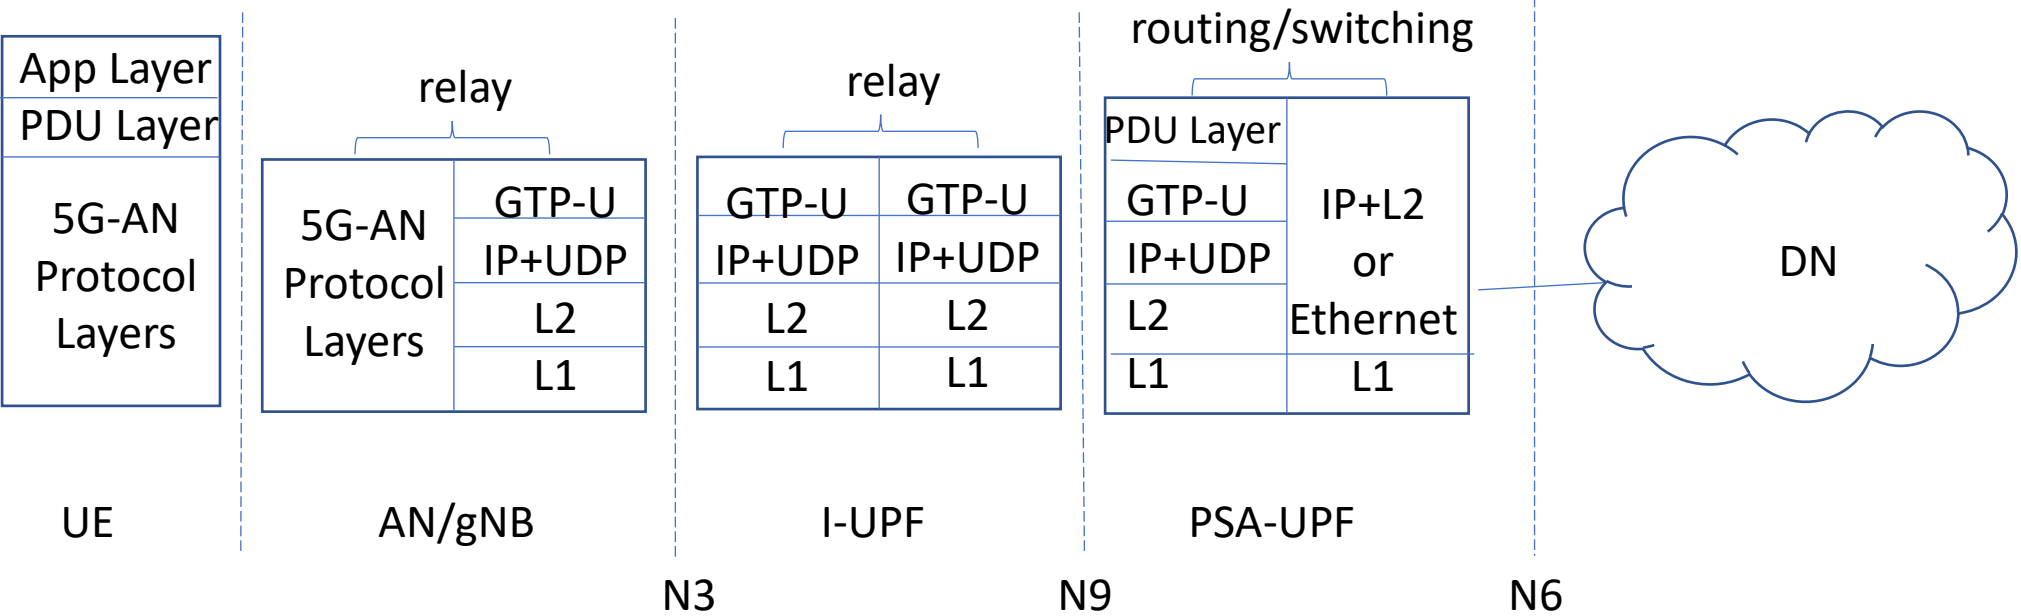 routing/switching
relay
relay
App Layer
PDU Layer
5G-AN
Protocol
Layers
5G-AN
Protocol
Layers
GTP-U
IP+UDP
L2
L1
GTP-U
IP+UDP
L2
L1
GTP-U
IP+UDP
L2
L1
PDU Layer
GTP-U
IP+UDP
L2
L1
IP+L2
or
Ethernet
L1
DN
UE
AN/gNB
I-UPF
PSA-UPF
N3
N9
N6